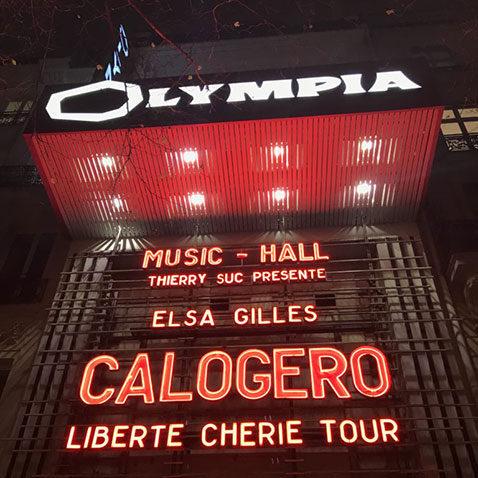 OLYMPIA
MUSIC - HALL
THIERRY SUC PRESENTE
ELSA GILLES
CALOGERO
LIBERTE CHERIE TOUR